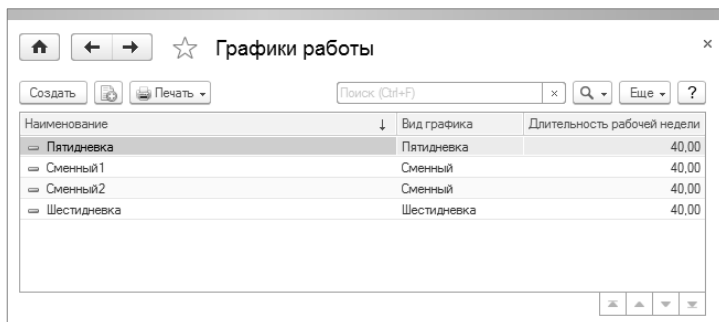 Графики работы
Создать Печать Поиск (Ctrl+F) Еще ?
Наименование Вид графика Длительность рабочей недели
Пятидневка Пятидневка 40,00
Сменный1 Сменный 40,00
Сменный2 Сменный 40,00
Шестидневка Шестидневка 40,00